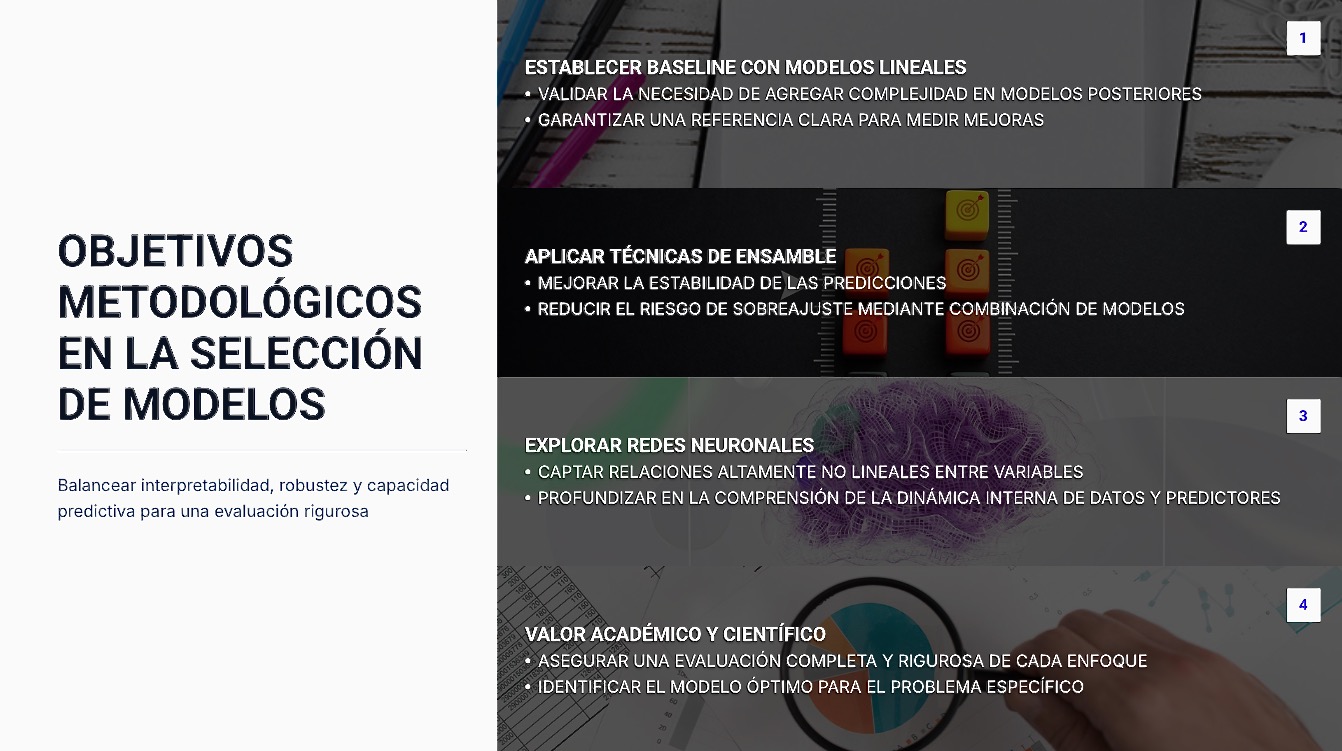 OBJETIVOS
METODOLÓGICOS
EN LA SELECCIÓN
DE MODELOS
Balancear interpretabilidad, robustez y capacidad
predictiva para una evaluación rigurosa
1
ESTABLECER BASELINE CON MODELOS LINEALES
• VALIDAR LA NECESIDAD DE AGREGAR COMPLEJIDAD EN MODELOS POSTERIORES
• GARANTIZAR UNA REFERENCIA CLARA PARA MEDIR MEJORAS
2
APLICAR TÉCNICAS DE ENSAMBLE
• MEJORAR LA ESTABILIDAD DE LAS PREDICCIONES
• REDUCIR EL RIESGO DE SOBREAJUSTE MEDIANTE COMBINACIÓN DE MODELOS
3
EXPLORAR REDES NEURONALES
• CAPTAR RELACIONES ALTAMENTE NO LINEALES ENTRE VARIABLES
• PROFUNDIZAR EN LA COMPRENSIÓN DE LA DINÁMICA INTERNA DE DATOS Y PREDICTORES
4
VALOR ACADÉMICO Y CIENTÍFICO
• ASEGURAR UNA EVALUACIÓN COMPLETA Y RIGUROSA DE CADA ENFOQUE
• IDENTIFICAR EL MODELO ÓPTIMO PARA EL PROBLEMA ESPECÍFICO